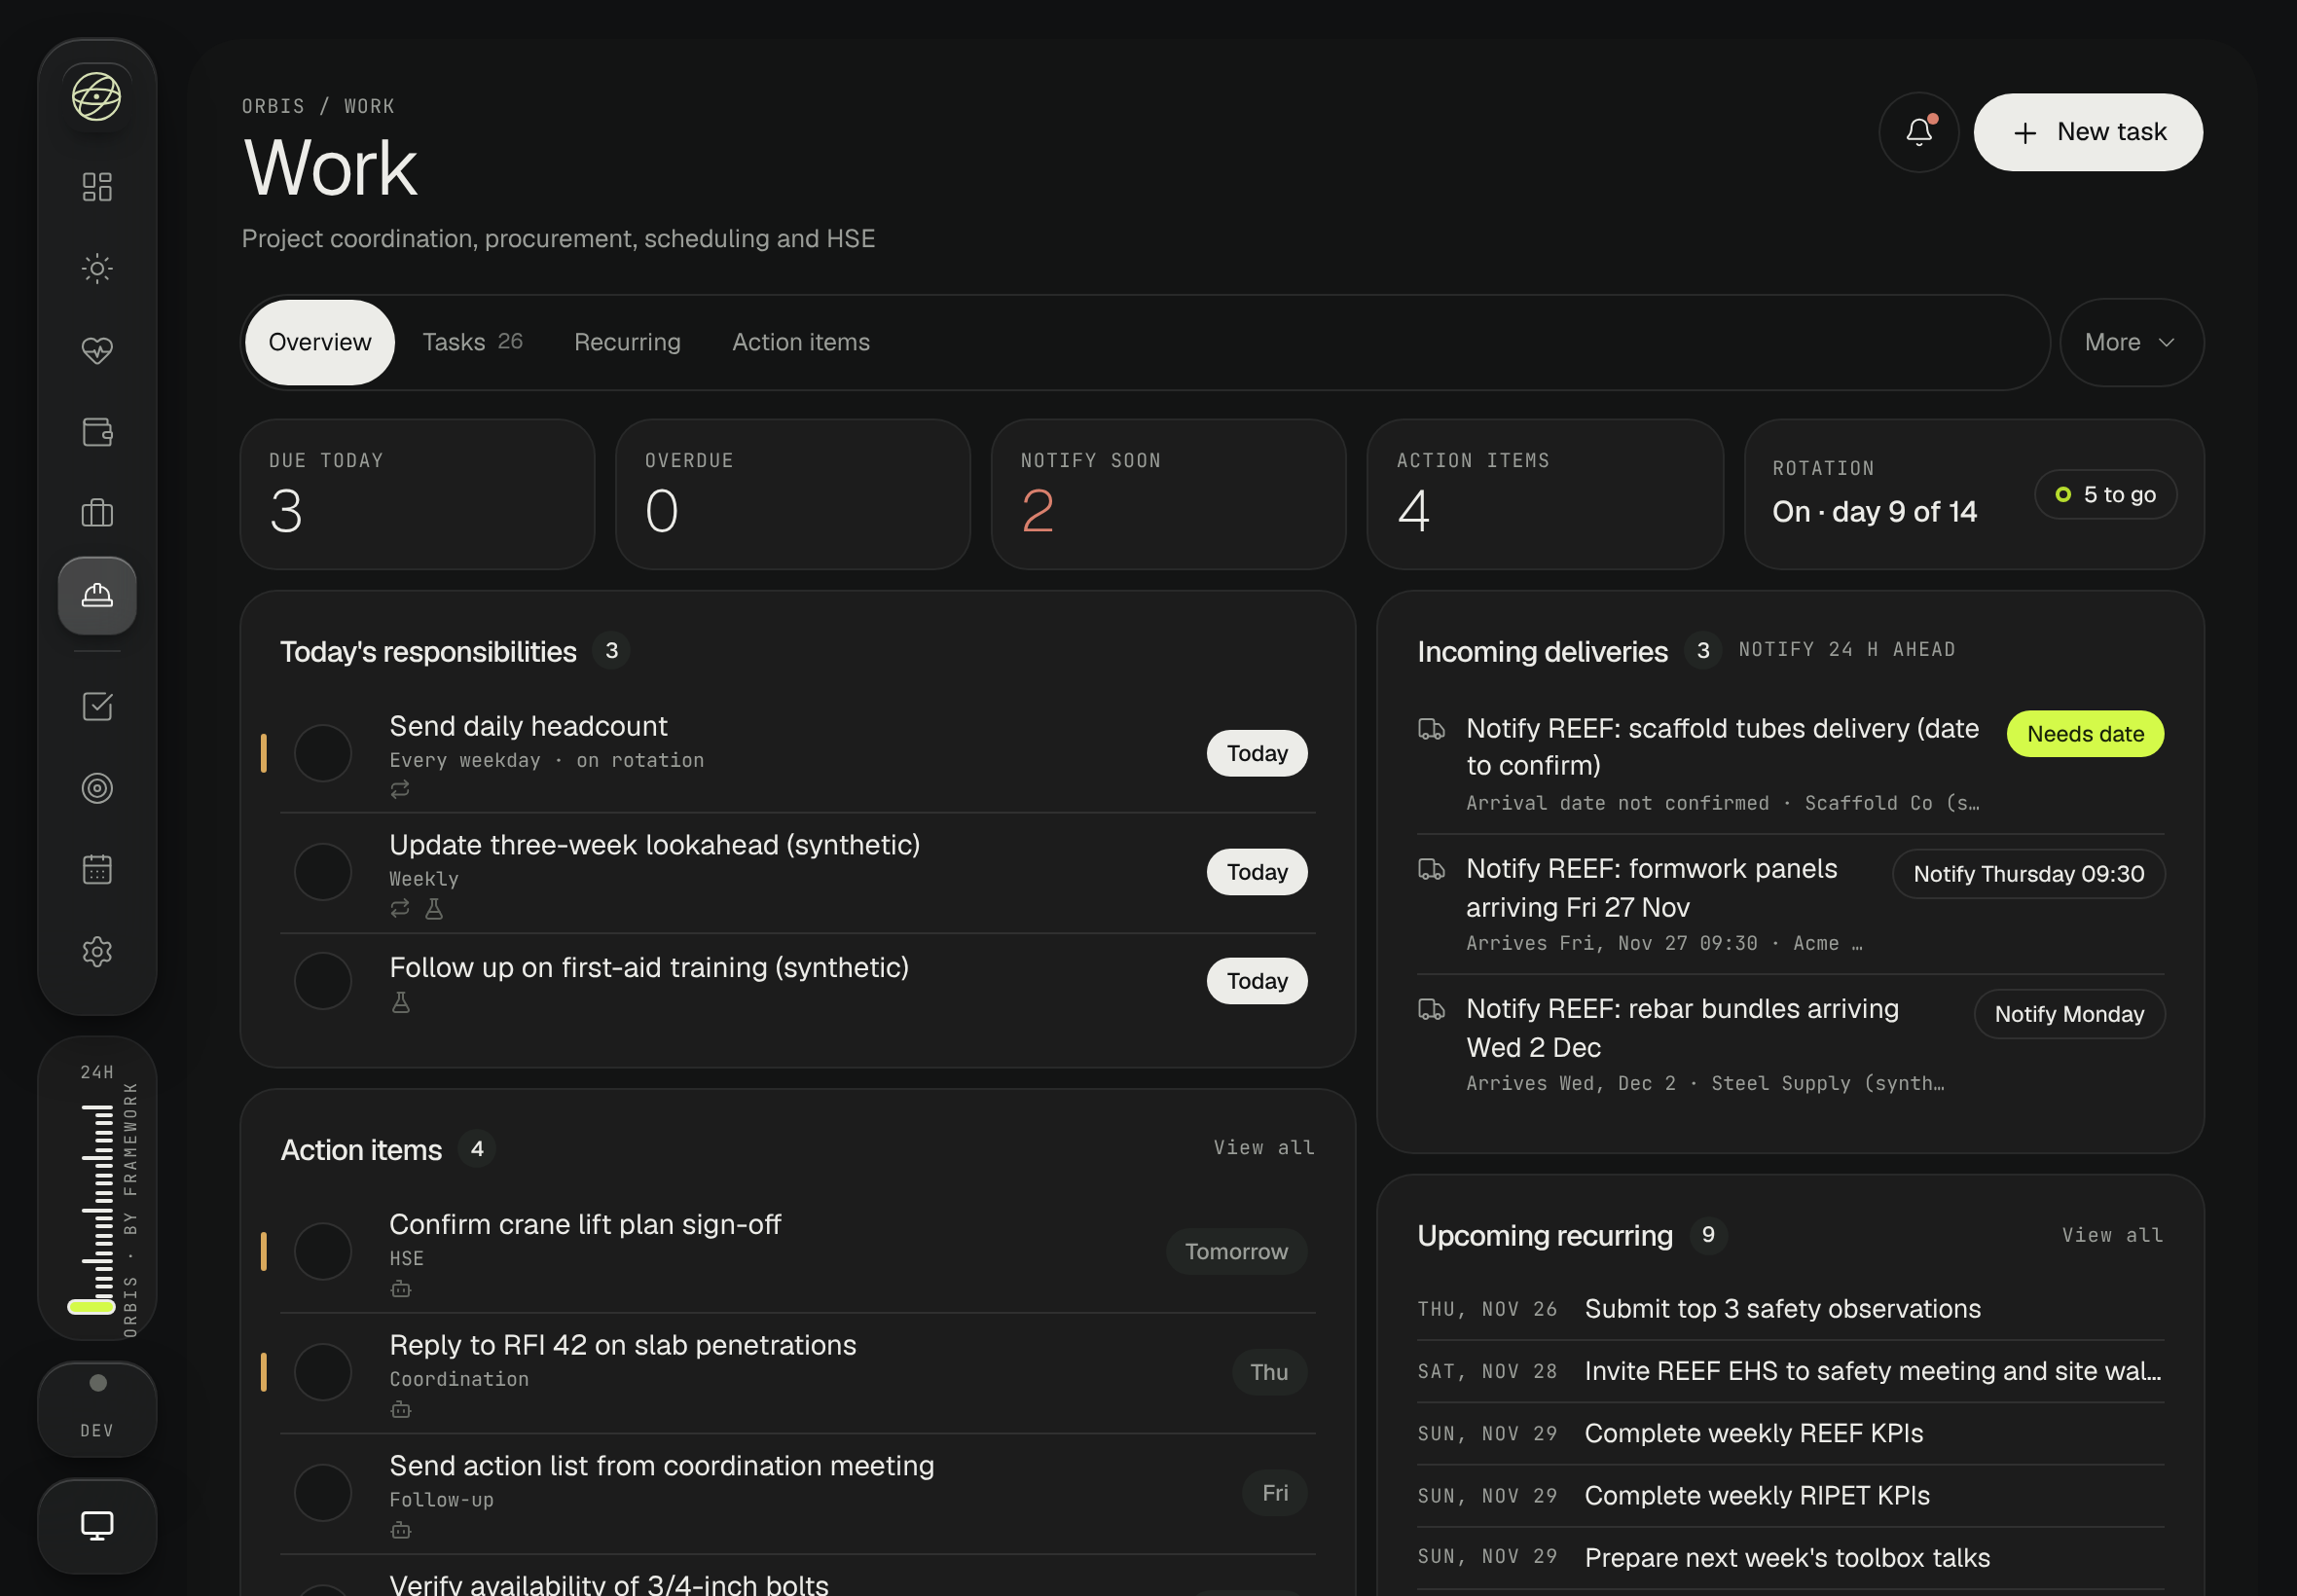 ORBIS / WORK
Work
Project coordination, procurement, scheduling and HSE
New task
Overview
Tasks 26
Recurring
Action items
More
DUE TODAY
3
OVERDUE
0
NOTIFY SOON
2
ACTION ITEMS
4
ROTATION
On · day 9 of 14
5 to go
Today's responsibilities 3
Send daily headcount
Every weekday · on rotation
Today
Update three-week lookahead (synthetic)
Weekly
Today
Follow up on first-aid training (synthetic)
Today
Incoming deliveries 3 NOTIFY 24 H AHEAD
Notify REEF: scaffold tubes delivery (date
to confirm)
Needs date
Arrival date not confirmed · Scaffold Co (s…
Notify REEF: formwork panels
arriving Fri 27 Nov
Notify Thursday 09:30
Arrives Fri, Nov 27 09:30 · Acme …
Notify REEF: rebar bundles arriving
Wed 2 Dec
Notify Monday
Arrives Wed, Dec 2 · Steel Supply (synth…
Action items 4
View all
Confirm crane lift plan sign-off
HSE
Tomorrow
Reply to RFI 42 on slab penetrations
Coordination
Thu
Send action list from coordination meeting
Follow-up
Fri
Verify availability of 3/4-inch bolts
Upcoming recurring 9
View all
THU, NOV 26 Submit top 3 safety observations
SAT, NOV 28 Invite REEF EHS to safety meeting and site wal…
SUN, NOV 29 Complete weekly REEF KPIs
SUN, NOV 29 Complete weekly RIPET KPIs
SUN, NOV 29 Prepare next week's toolbox talks
24H
ORBIS · BY FRAMEWORK
DEV